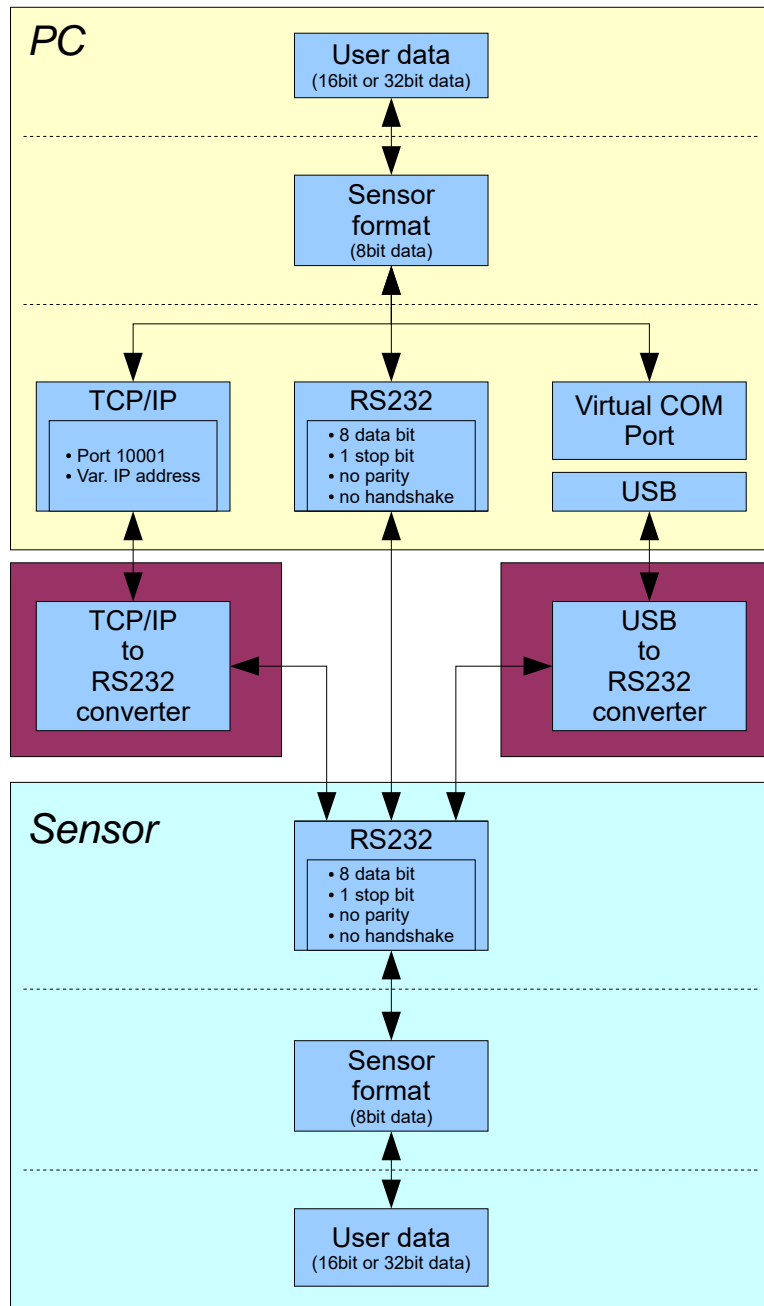 PC
User data
(16bit or 32bit data)
Sensor
format
(8bit data)
TCP/IP
• Port 10001
• Var. IP address
RS232
• 8 data bit
• 1 stop bit
• no parity
• no handshake
Virtual COM
Port
USB
TCP/IP
to
RS232
converter
USB
to
RS232
converter
Sensor
RS232
• 8 data bit
• 1 stop bit
• no parity
• no handshake
Sensor
format
(8bit data)
User data
(16bit or 32bit data)